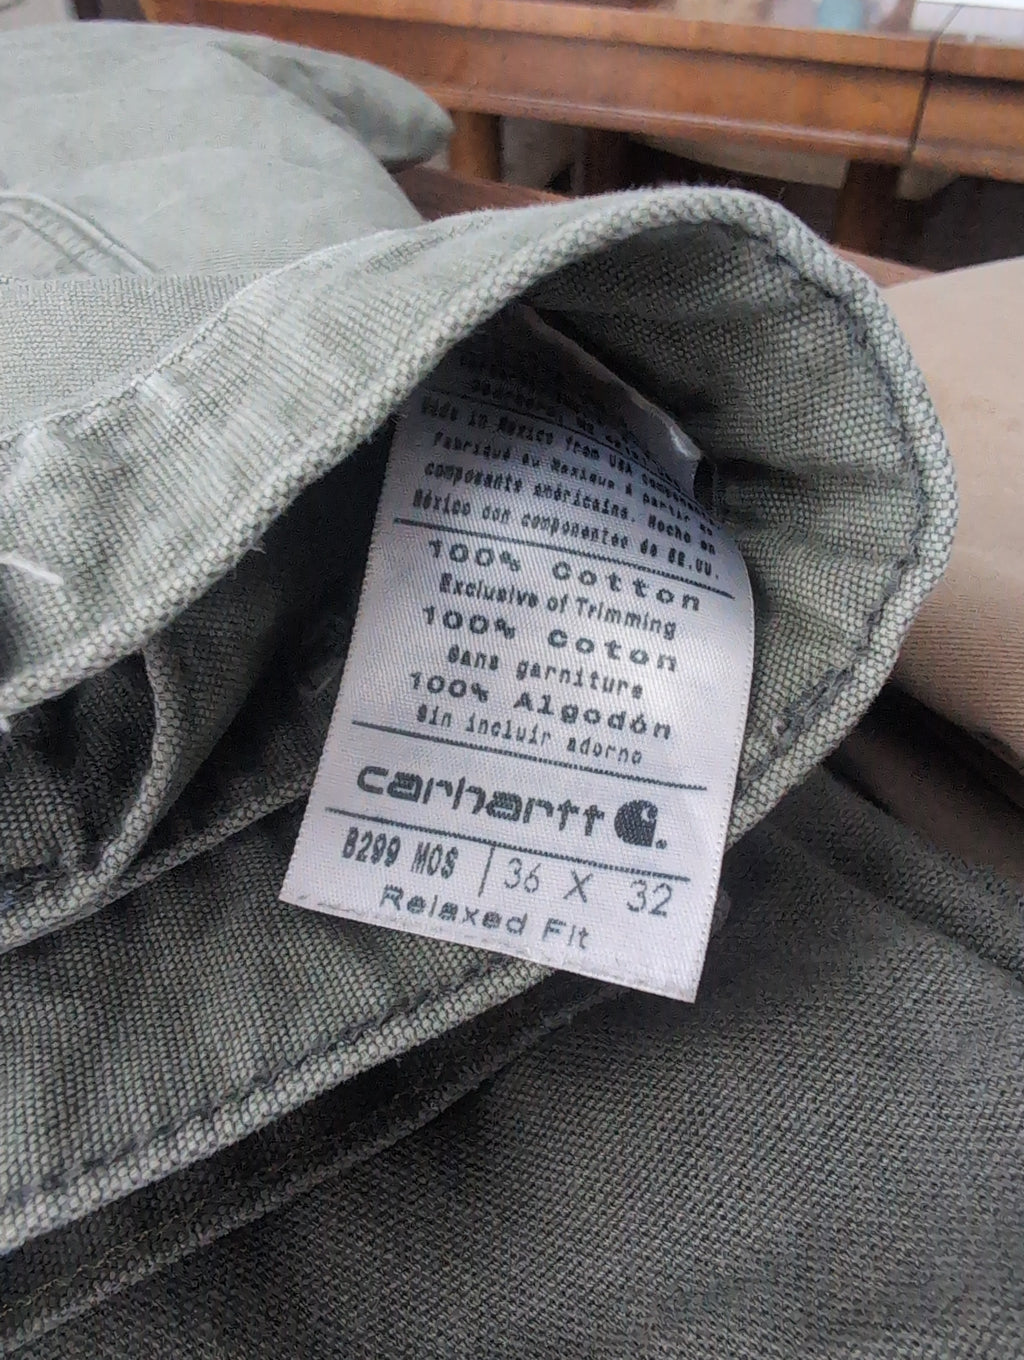 Made in Mexico from USA
Fabriqué au Mexique à partir de
composants américains. Hecho en
México con componentes de EE.UU.
100% Cotton
Exclusive of Trimming
100% Coton
Sans garniture
100% Algodón
Sin incluir adorno
carhartt
B299 MOS | 36 X 32
Relaxed Fit